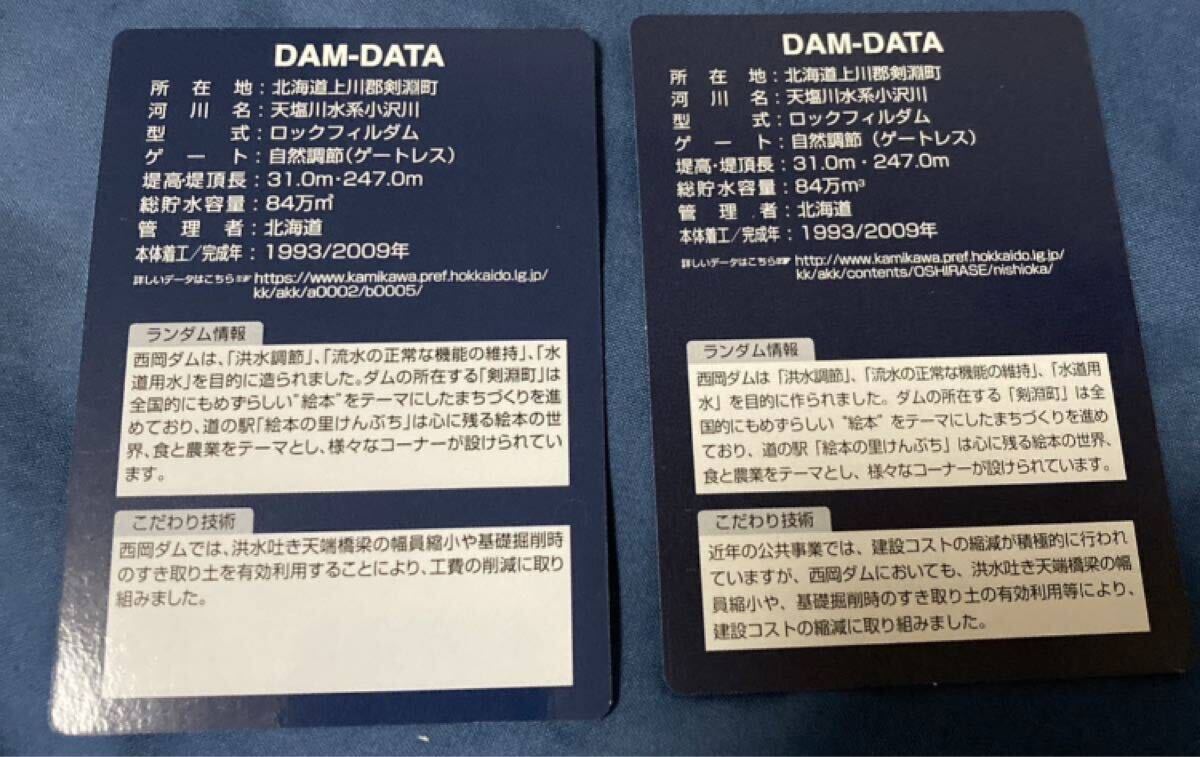 DAM-DATA
所在地：北海道上川郡剣淵町
河川名：天塩川水系小沢川
型式：ロックフィルダム
ゲート：自然調節（ゲートレス）
堤高・堤頂長：31.0m・247.0m
総貯水容量：84万㎥
管理者：北海道
本体着工／完成年：1993/2009年
詳しいデータはこちら☞https://www.kamikawa.pref.hokkaido.lg.jp/
kk/akk/a0002/b0005/
ランダム情報
西岡ダムは、「洪水調節」、「流水の正常な機能の維持」、「水
道用水」を目的に造られました。ダムの所在する「剣淵町」は
全国的にもめずらしい"絵本"をテーマにしたまちづくりを進
めており、道の駅「絵本の里けんぶち」は心に残る絵本の世
界、食と農業をテーマとし、様々なコーナーが設けられてい
ます。
こだわり技術
西岡ダムでは、洪水吐き天端橋梁の幅員縮小や基礎掘削時
のすき取り土を有効利用することにより、工費の削減に取り
組みました。
DAM-DATA
所在地：北海道上川郡剣淵町
河川名：天塩川水系小沢川
型式：ロックフィルダム
ゲート：自然調節（ゲートレス）
堤高・堤頂長：31.0m・247.0m
総貯水容量：84万m³
管理者：北海道
本体着工／完成年：1993/2009年
詳しいデータはこちら☞http://www.kamikawa.pref.hokkaido.lg.jp/
kk/akk/contents/OSHIRASE/nishioka/
ランダム情報
西岡ダムは「洪水調節」、「流水の正常な機能の維持」、「水道用
水」を目的に作られました。ダムの所在する「剣淵町」は全
国的にもめずらしい"絵本"をテーマにしたまちづくりを進め
ており、道の駅「絵本の里けんぶち」は心に残る絵本の世界、
食と農業をテーマとし、様々なコーナーが設けられています。
こだわり技術
近年の公共事業では、建設コストの縮減が積極的に行われ
ていますが、西岡ダムにおいても、洪水吐き天端橋梁の幅
員縮小や、基礎掘削時のすき取り土の有効利用等により、
建設コストの縮減に取り組みました。